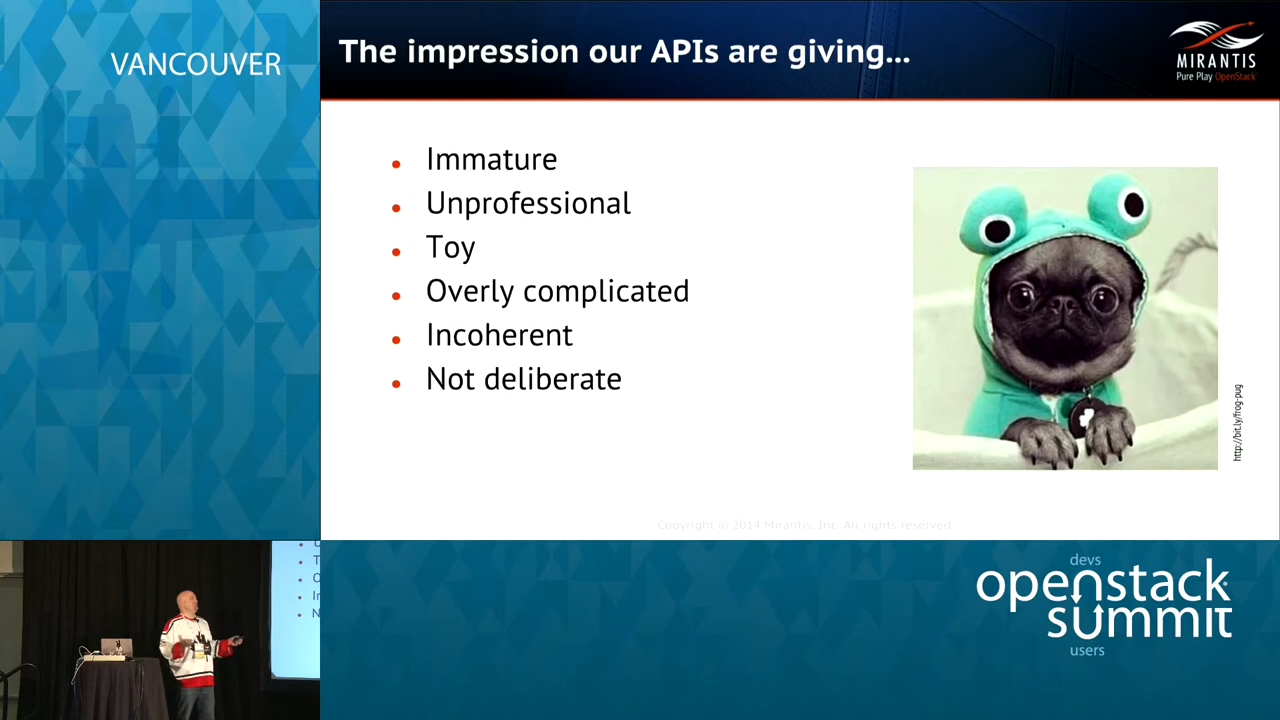 VANCOUVER
The impression our APIs are giving...
MIRANTIS
Pure Play OpenStack
Immature
Unprofessional
Toy
Overly complicated
Incoherent
Not deliberate
http://bit.ly/frog-pug
Copyright © 2014 Mirantis, Inc. All rights reserved
devs
openstack
summit
users